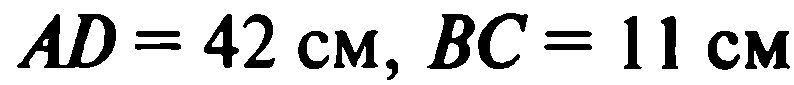 AD = 42 см, BC = 11 см